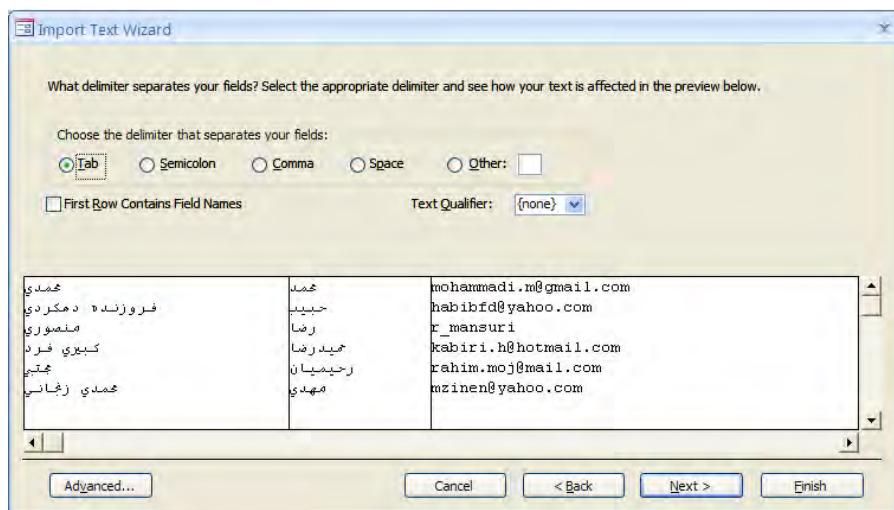 Import Text Wizard
What delimiter separates your fields? Select the appropriate delimiter and see how your text is affected in the preview below.
Choose the delimiter that separates your fields:
Tab Semicolon Comma Space Other:
First Row Contains Field Names Text Qualifier: {none}
محمدي محمد mohammadi.m@gmail.com
فروزنده دهكردي حبيب habibfd@yahoo.com
منصوري رضا r_mansuri
كبيري فرد حميدرضا kabiri.h@hotmail.com
مجتبي رحيميان rahim.moj@mail.com
محمدي زنجاني مهدي mzinen@yahoo.com
Advanced... Cancel < Back Next > Finish